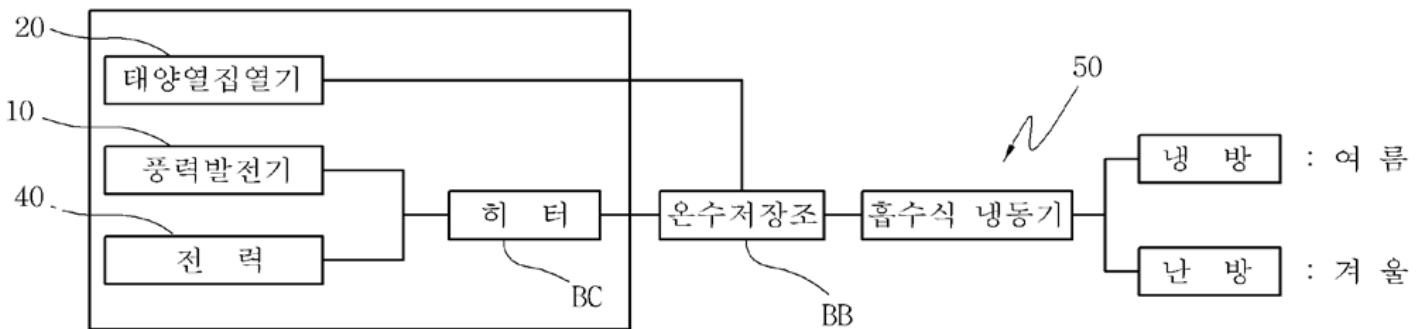 20
태양열집열기
10
풍력발전기
40
전 력
히 터
BC
온수저장조
BB
흡수식 냉동기
50
냉 방 : 여 름
난 방 : 겨 울